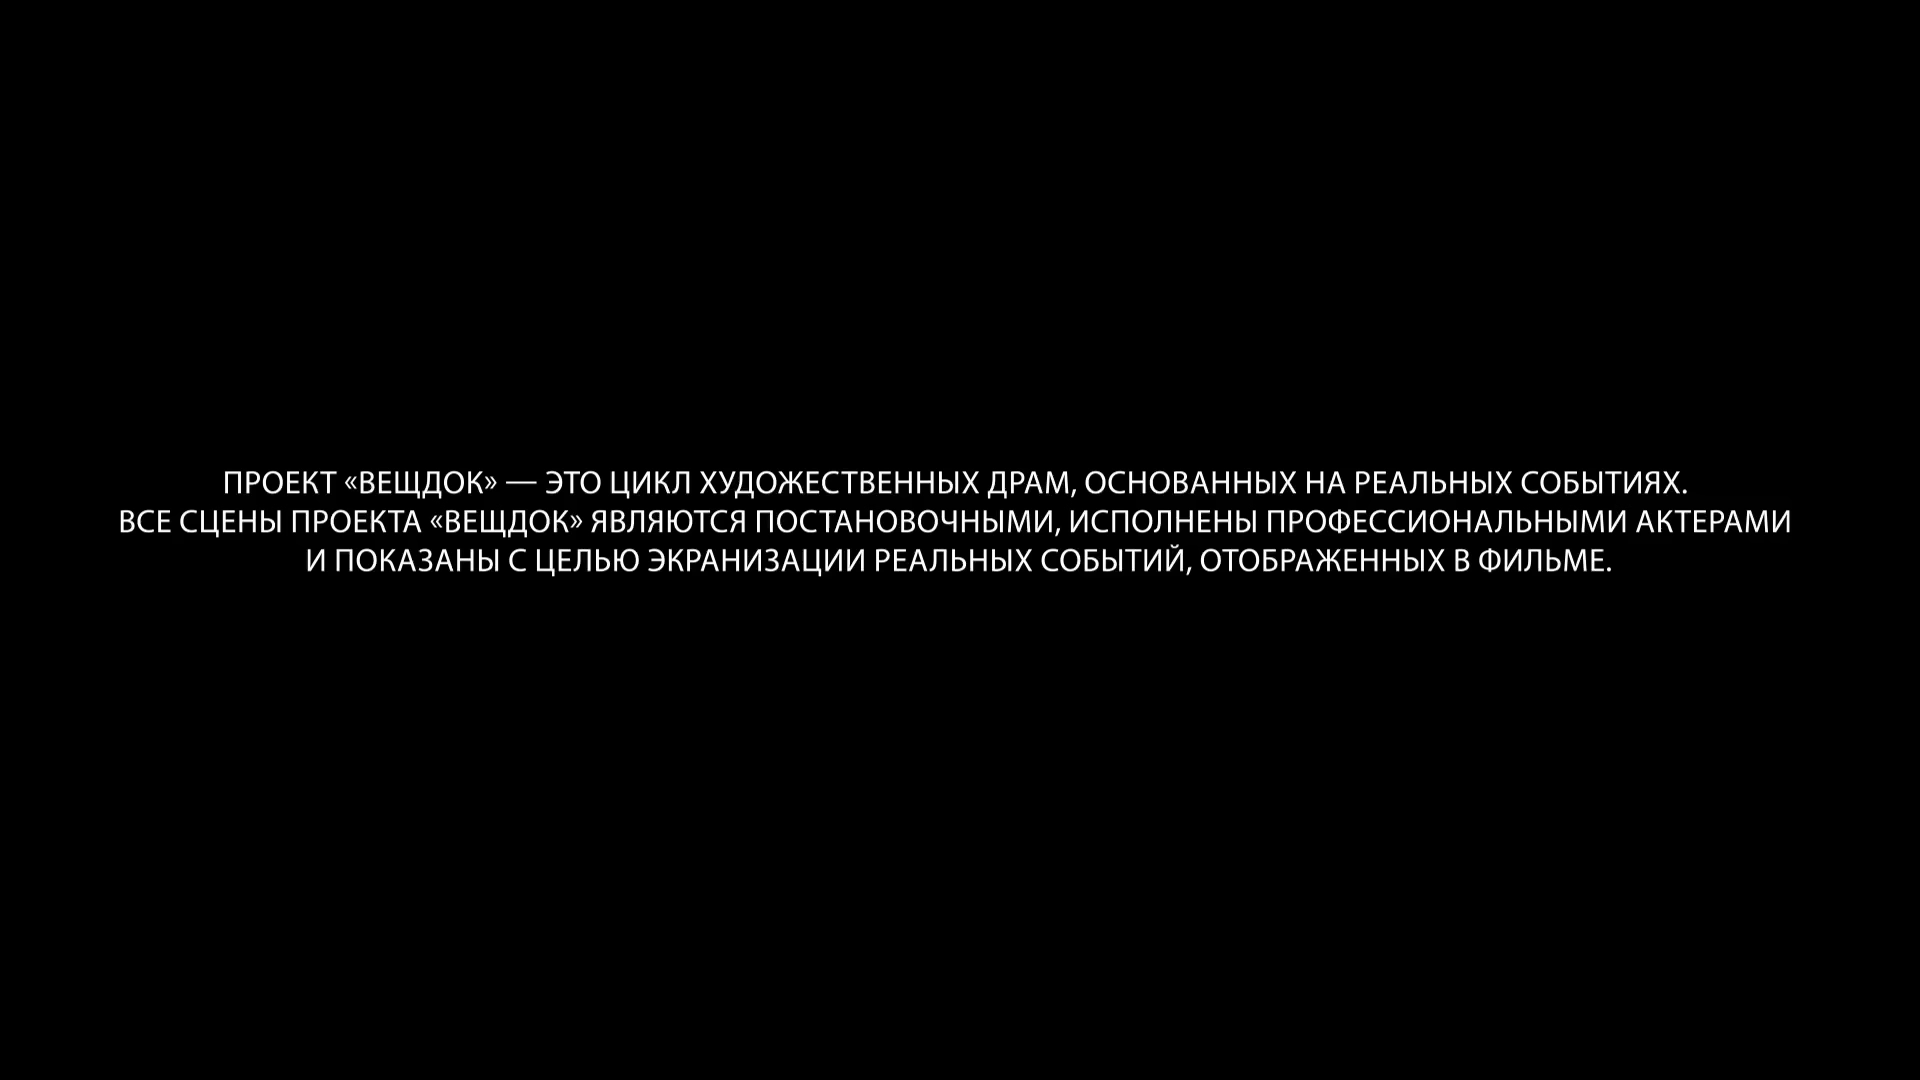 ПРОЕКТ «ВЕЩДОК» — ЭТО ЦИКЛ ХУДОЖЕСТВЕННЫХ ДРАМ, ОСНОВАННЫХ НА РЕАЛЬНЫХ СОБЫТИЯХ.
ВСЕ СЦЕНЫ ПРОЕКТА «ВЕЩДОК» ЯВЛЯЮТСЯ ПОСТАНОВОЧНЫМИ, ИСПОЛНЕНЫ ПРОФЕССИОНАЛЬНЫМИ АКТЕРАМИ
И ПОКАЗАНЫ С ЦЕЛЬЮ ЭКРАНИЗАЦИИ РЕАЛЬНЫХ СОБЫТИЙ, ОТОБРАЖЕННЫХ В ФИЛЬМЕ.